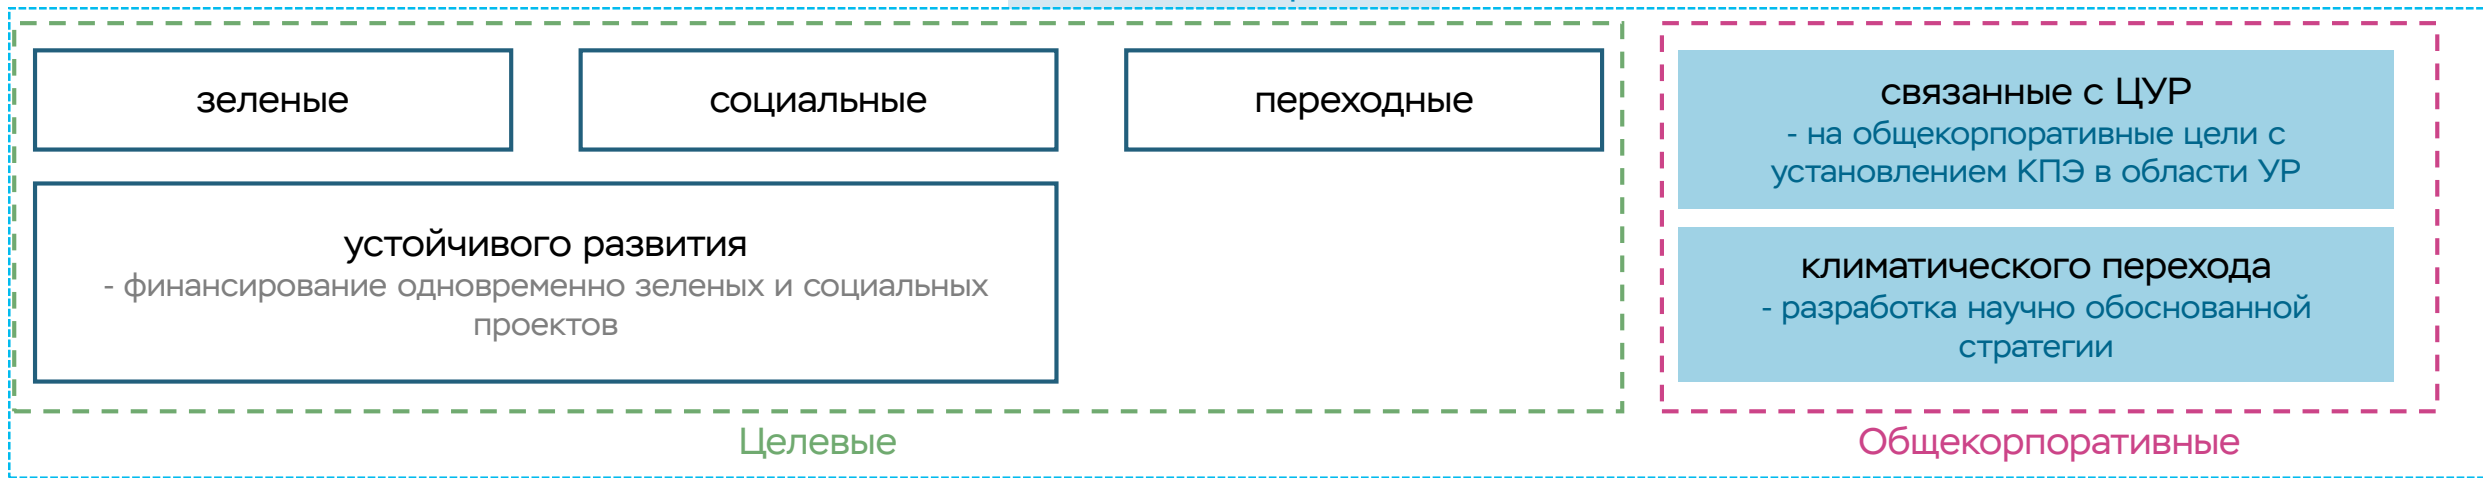 зеленые
социальные
переходные
устойчивого развития
- финансирование одновременно зеленых и социальных
проектов
Целевые
связанные с ЦУР
- на общекорпоративные цели с
установлением КПЭ в области УР
климатического перехода
- разработка научно обоснованной
стратегии
Общекорпоративные